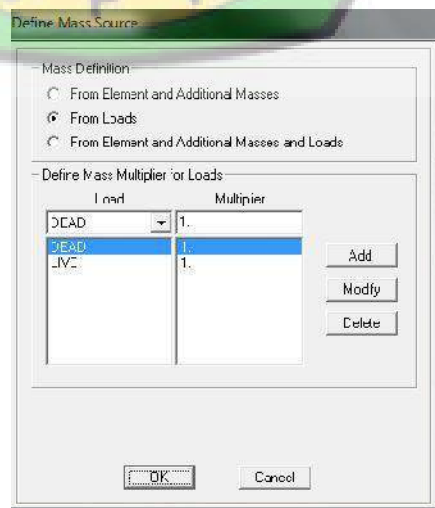 Define Mass Source
Mass Definition
From Element and Additional Masses
From Loads
From Element and Additional Masses and Loads
Define Mass Multiplier for Loads
Load Multiplier
DEAD 1.
DEAD 1.
LIVE 1.
Add
Modify
Delete
OK Cancel